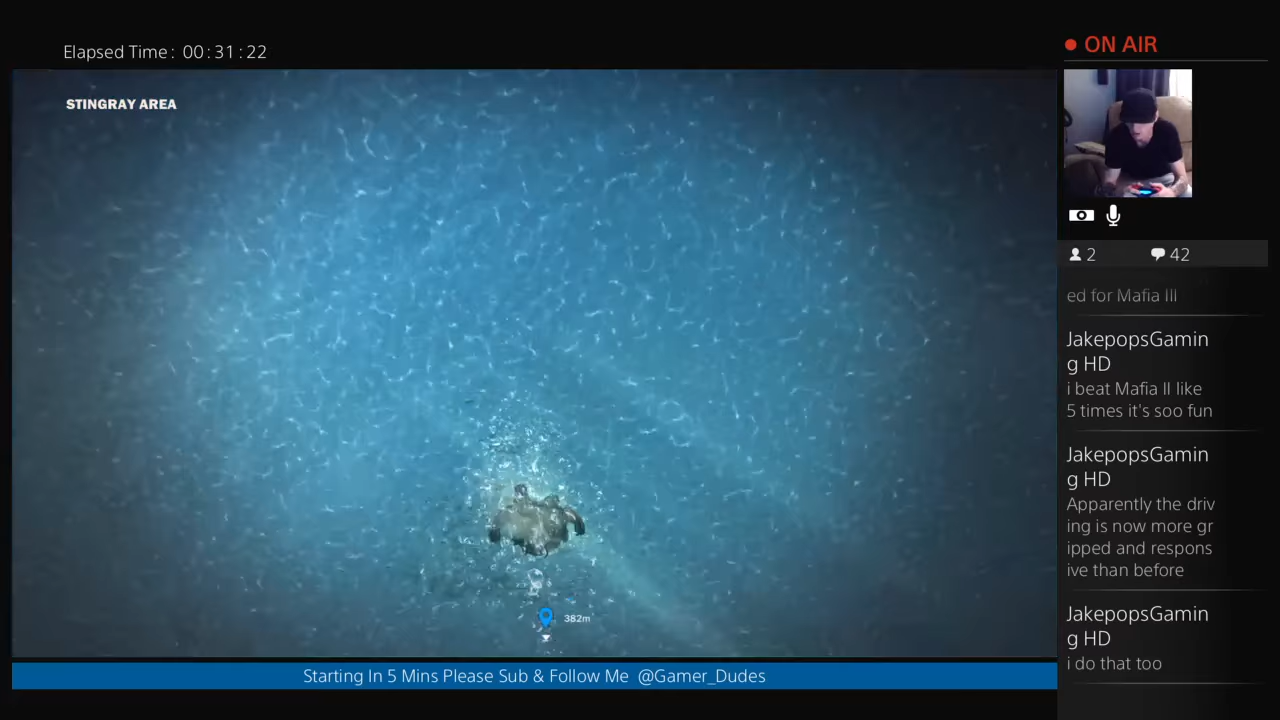 Elapsed Time: 00:31:22
ON AIR
STINGRAY AREA
2
42
ed for Mafia III
JakepopsGamin
g HD
i beat Mafia II like
5 times it's soo fun
JakepopsGamin
g HD
Apparently the driv
ing is now more gr
ipped and respons
ive than before
JakepopsGamin
g HD
i do that too
382m
Starting In 5 Mins Please Sub & Follow Me @Gamer_Dudes